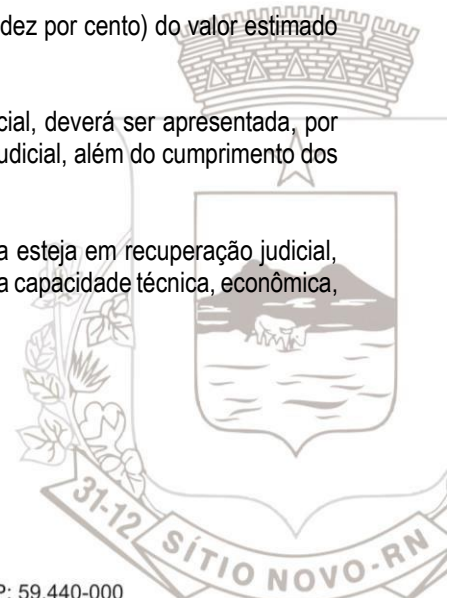 dez por cento) do valor estimado
cial, deverá ser apresentada, por
udicial, além do cumprimento dos
a esteja em recuperação judicial,
a capacidade técnica, econômica,
31-12 SÍTIO NOVO-RN
P: 59.440-000